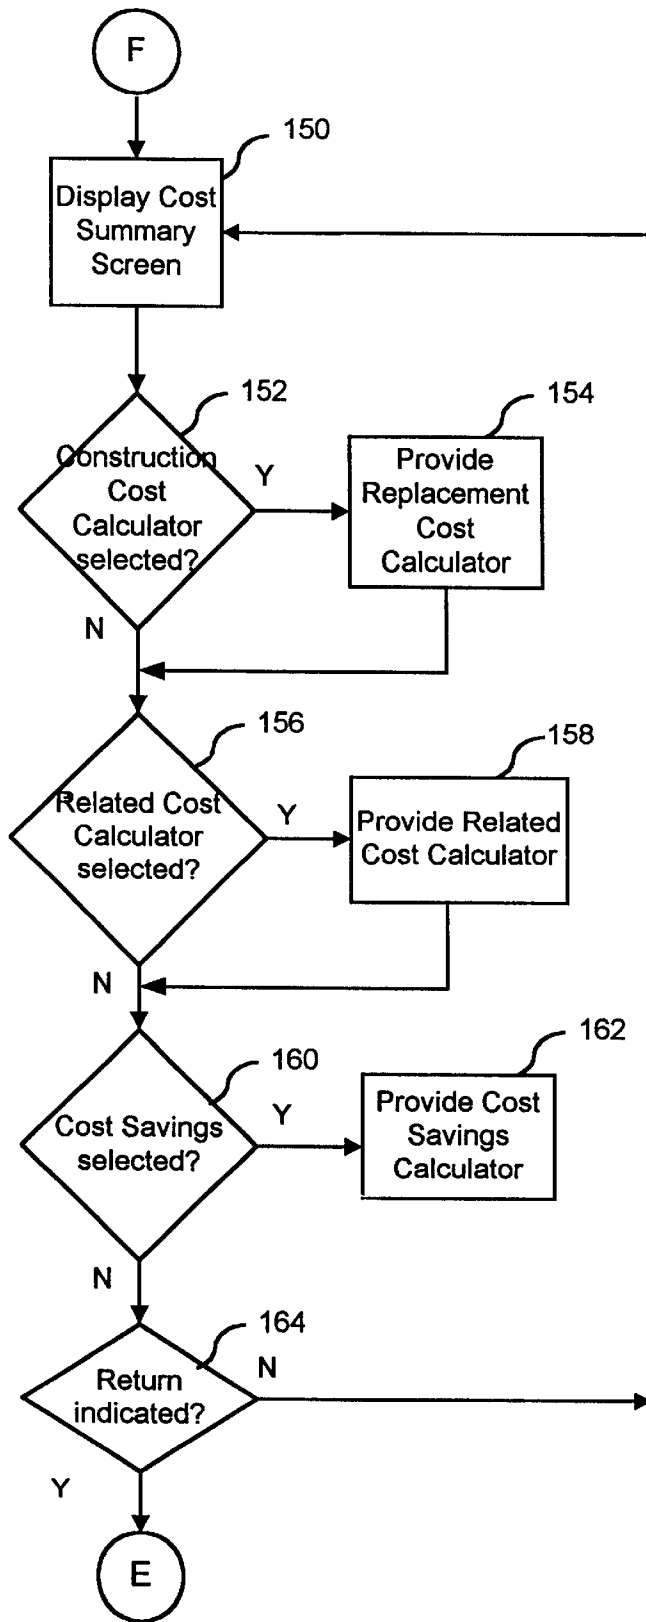 F
150
Display Cost
Summary
Screen
152
Construction
Cost
Calculator
selected?
Y
154
Provide
Replacement
Cost
Calculator
N
156
Related Cost
Calculator
selected?
Y
158
Provide Related
Cost Calculator
N
160
Cost Savings
selected?
Y
162
Provide Cost
Savings
Calculator
N
164
Return
indicated?
N
Y
E